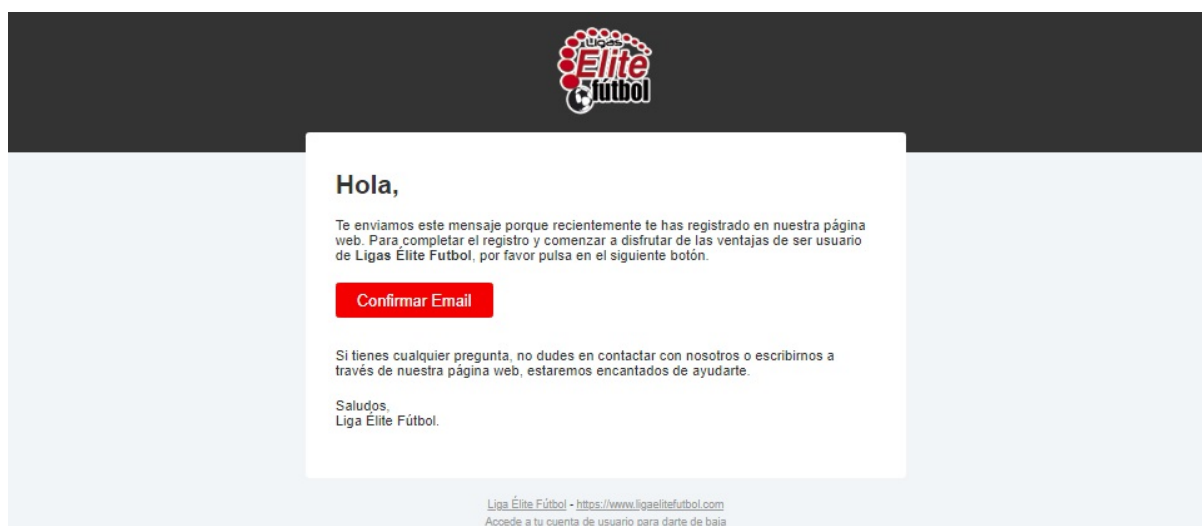 Ligas
Elite
fútbol
Hola,
Te enviamos este mensaje porque recientemente te has registrado en nuestra página
web. Para completar el registro y comenzar a disfrutar de las ventajas de ser usuario
de Ligas Élite Futbol, por favor pulsa en el siguiente botón.
Confirmar Email
Si tienes cualquier pregunta, no dudes en contactar con nosotros o escribirnos a
través de nuestra página web, estaremos encantados de ayudarte.
Saludos,
Liga Élite Fútbol.
Liga Élite Fútbol - https://www.ligaelitefutbol.com
Accede a tu cuenta de usuario para darte de baja